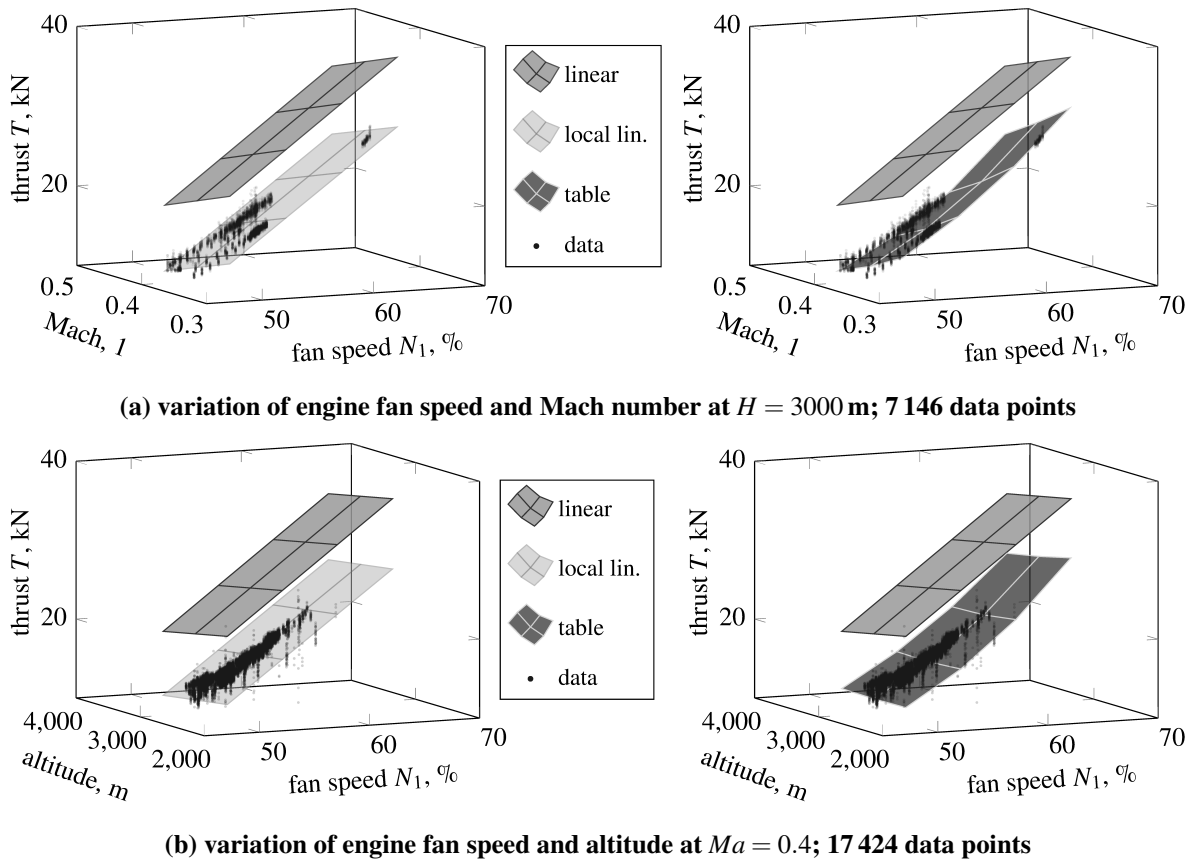 40
20
thrust T, kN
0.5
0.4
0.3
Mach, 1
50
60
70
fan speed N1, %
linear
local lin.
table
data
40
20
thrust T, kN
0.5
0.4
0.3
Mach, 1
50
60
70
fan speed N1, %
(a) variation of engine fan speed and Mach number at H = 3000 m; 7 146 data points
40
20
thrust T, kN
4,000
3,000
2,000
altitude, m
50
60
70
fan speed N1, %
linear
local lin.
table
data
40
20
thrust T, kN
4,000
3,000
2,000
altitude, m
50
60
70
fan speed N1, %
(b) variation of engine fan speed and altitude at Ma = 0.4; 17 424 data points